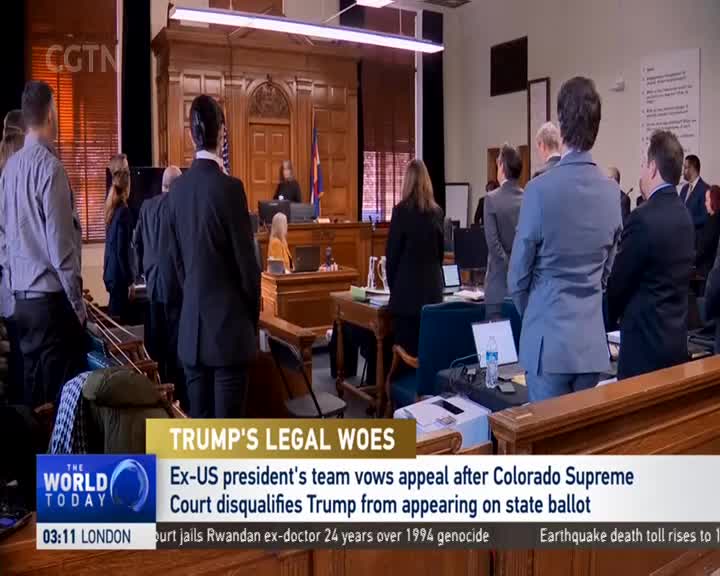 CGTN
TRUMP'S LEGAL WOES
Ex-US president's team vows appeal after Colorado Supreme
Court disqualifies Trump from appearing on state ballot
THE
WORLD
TODAY
03:11 LONDON
ourt jails Rwandan ex-doctor 24 years over 1994 genocide
Earthquake death toll rises to 1